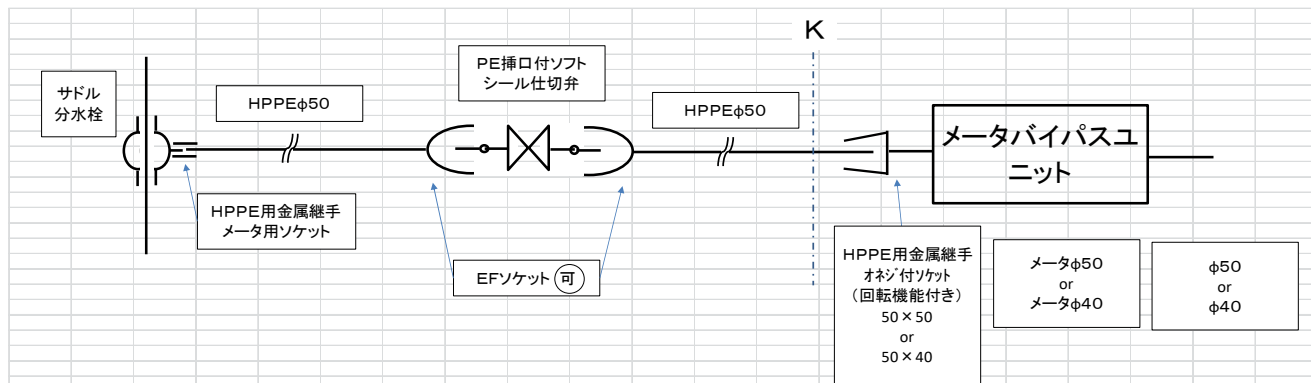 K
サドル
分水栓
HPPEφ50
PE挿口付ソフト
シール仕切弁
HPPEφ50
メータバイパスユ
ニット
HPPE用金属継手
メータ用ソケット
EFソケット 可
HPPE用金属継手
オネジ付ソケット
(回転機能付き)
50×50
or
50×40
メータφ50
or
メータφ40
φ50
or
φ40